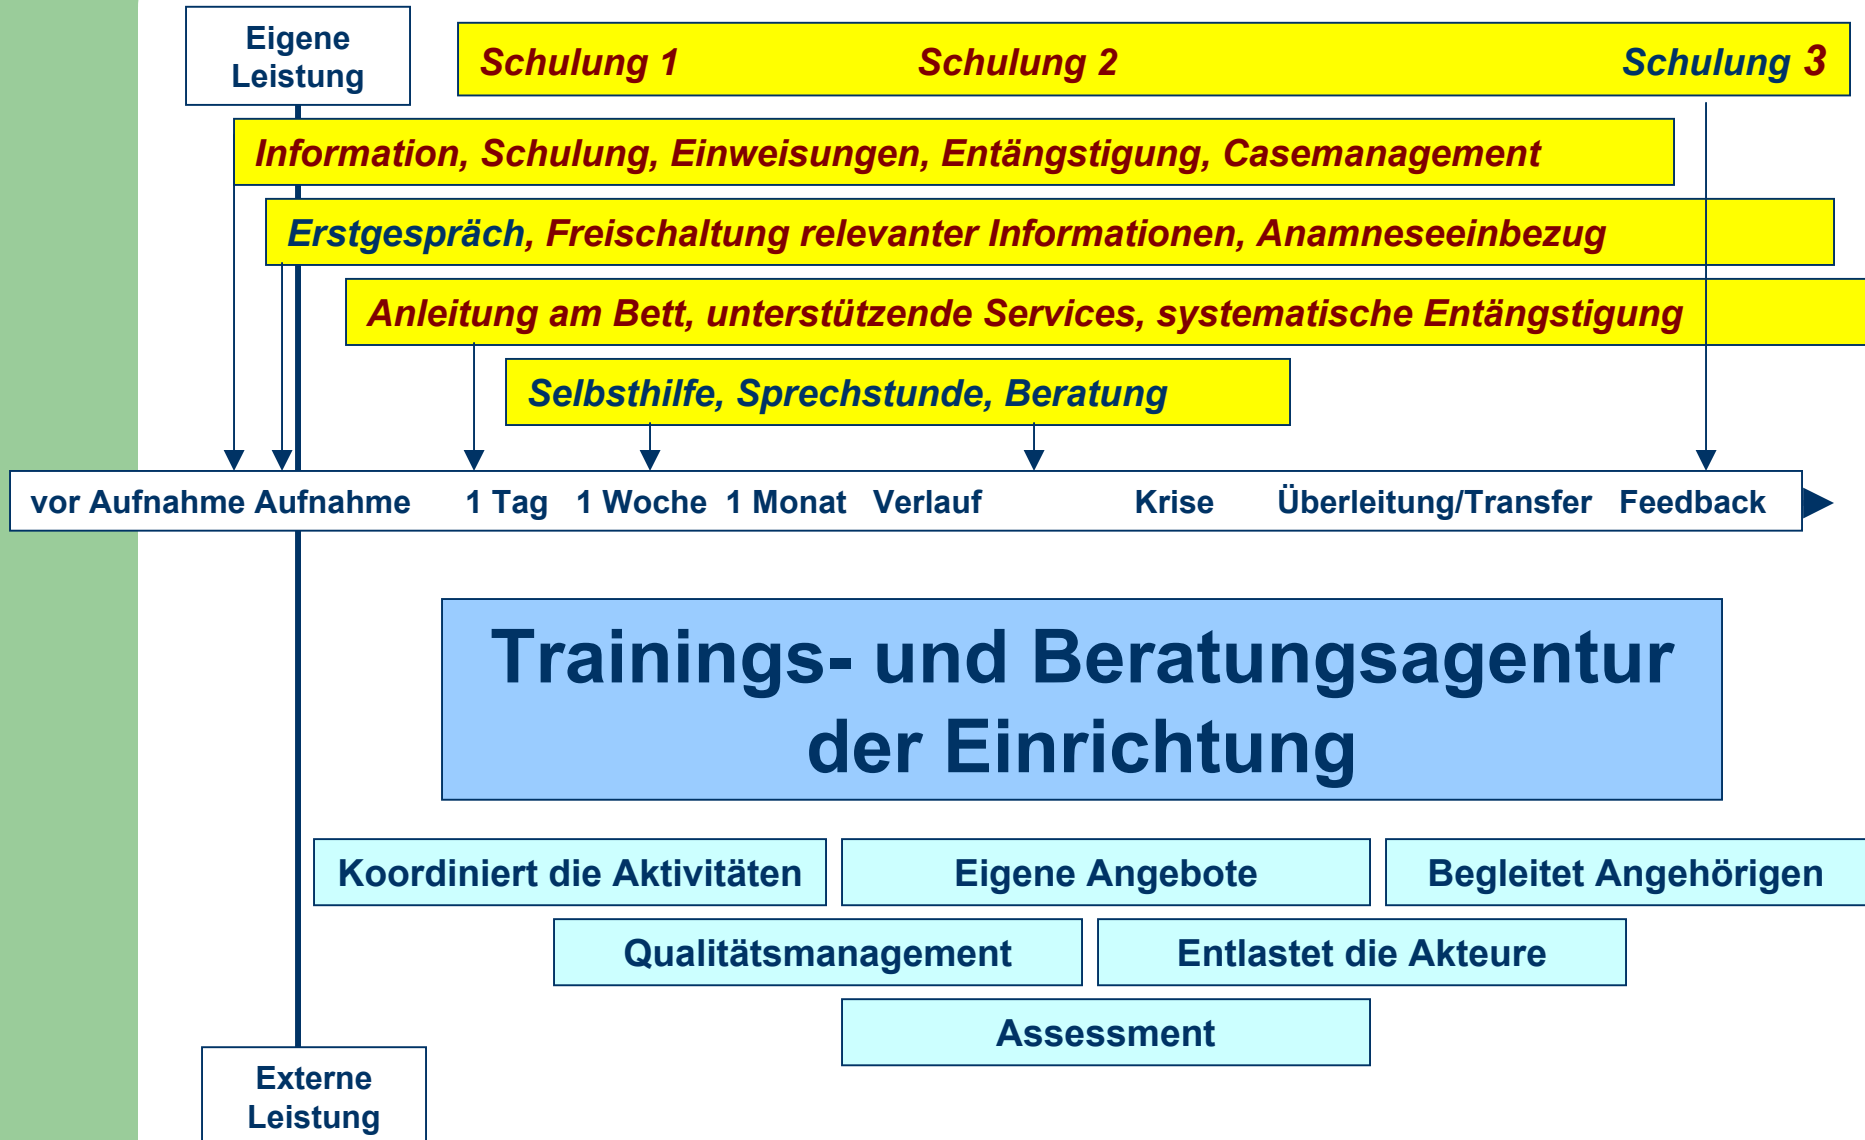 Eigene
Leistung
Schulung 1 Schulung 2 Schulung 3
Information, Schulung, Einweisungen, Entängstigung, Casemanagement
Erstgespräch, Freischaltung relevanter Informationen, Anamneseeinbezug
Anleitung am Bett, unterstützende Services, systematische Entängstigung
Selbsthilfe, Sprechstunde, Beratung
vor Aufnahme Aufnahme 1 Tag 1 Woche 1 Monat Verlauf Krise Überleitung/Transfer Feedback
Trainings- und Beratungsagentur
der Einrichtung
Koordiniert die Aktivitäten Eigene Angebote Begleitet Angehörigen
Qualitätsmanagement Entlastet die Akteure
Assessment
Externe
Leistung